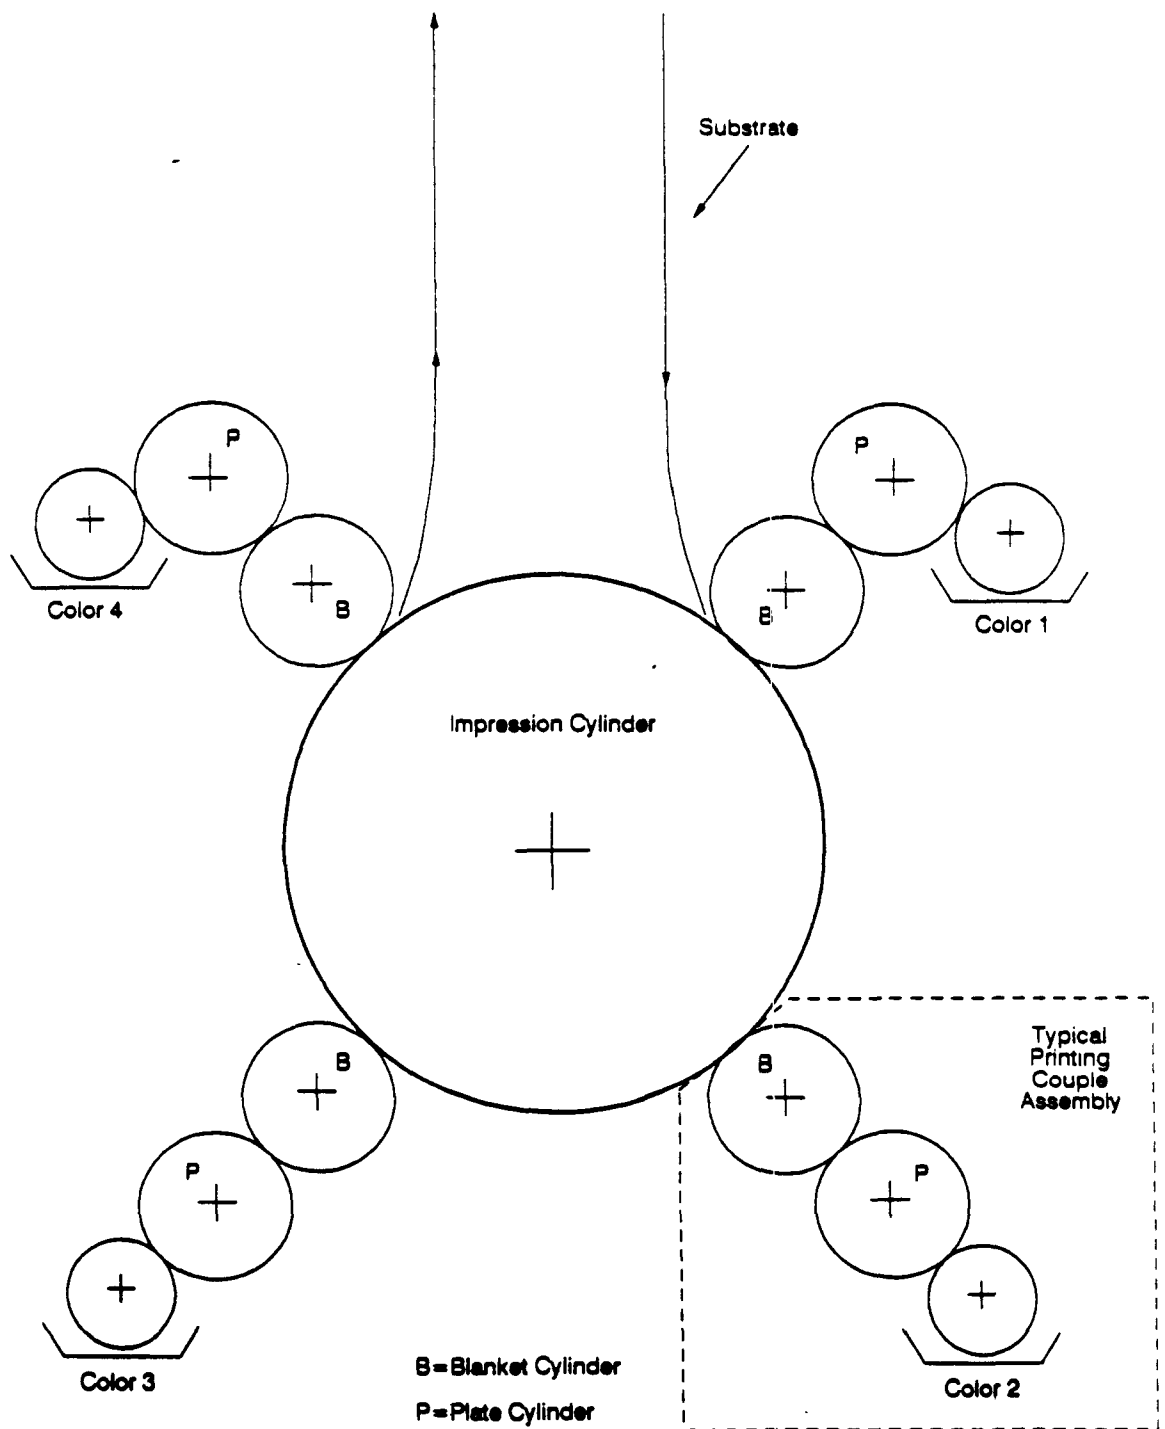 Substrate
P
P
B
B
Color 4
Color 1
Impression Cylinder
B
B
Typical
Printing
Couple
Assembly
P
P
B=Blanket Cylinder
P=Plate Cylinder
Color 3
Color 2